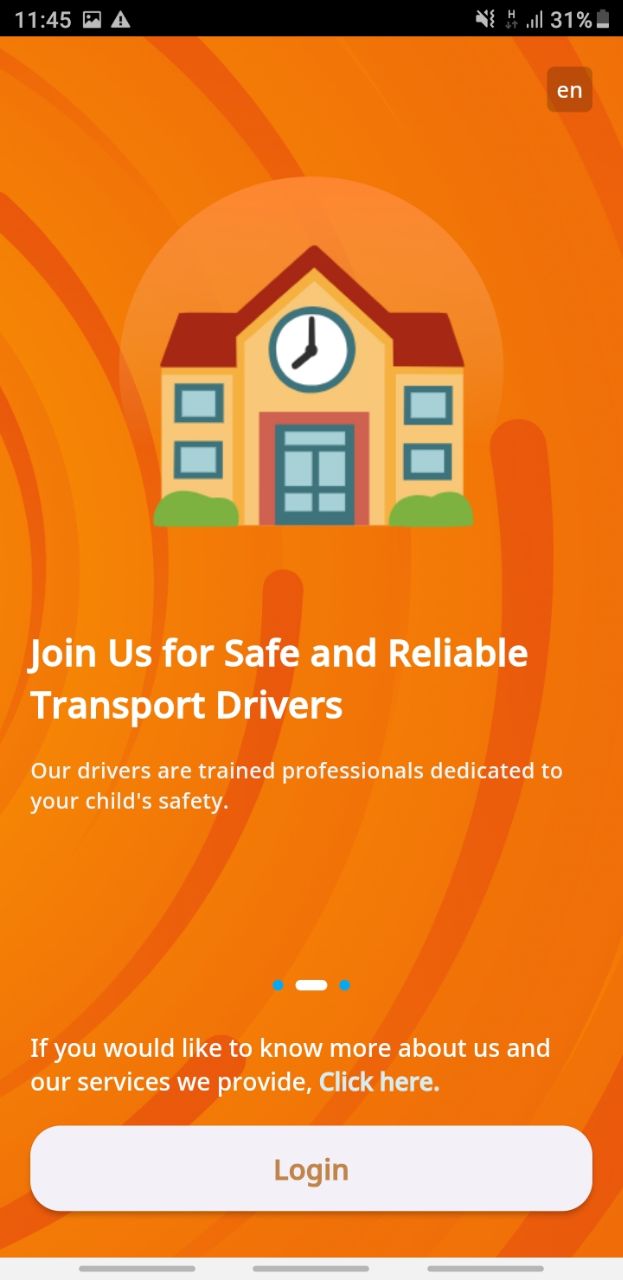 11:45 H 31%
en
Join Us for Safe and Reliable
Transport Drivers
Our drivers are trained professionals dedicated to
your child's safety.
If you would like to know more about us and
our services we provide, Click here.
Login